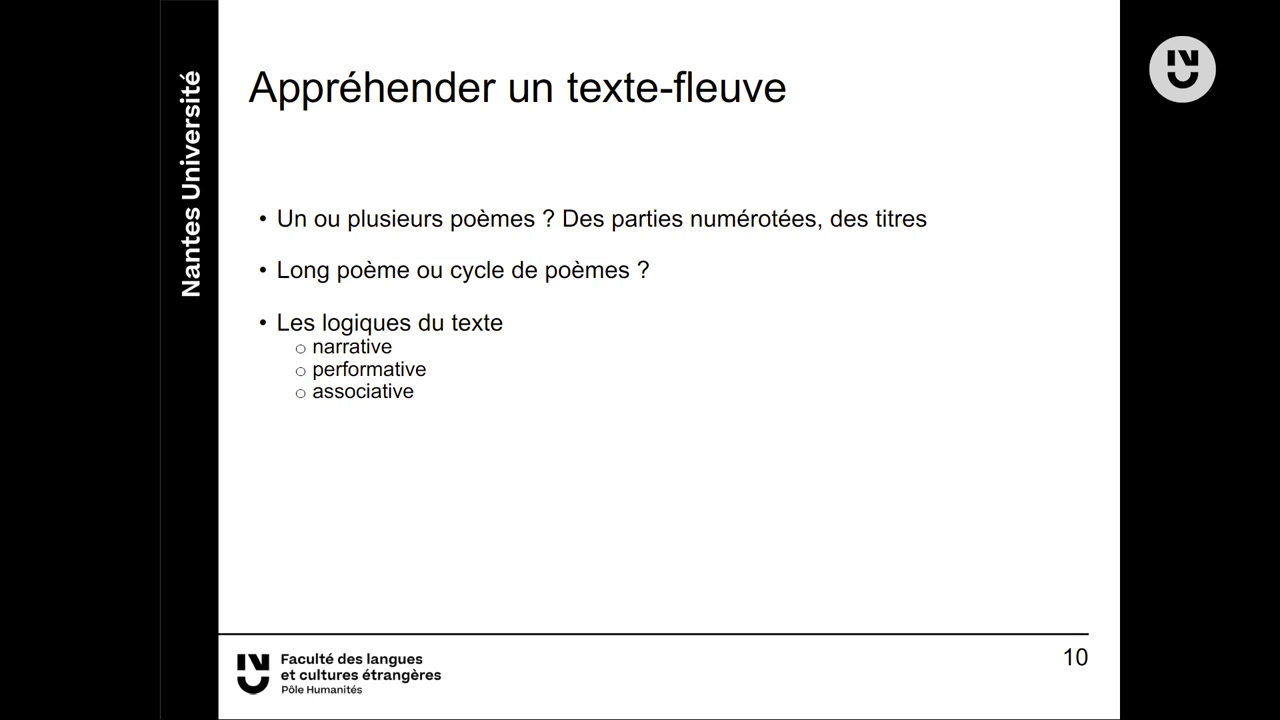 Nantes Université
Appréhender un texte-fleuve
• Un ou plusieurs poèmes ? Des parties numérotées, des titres
• Long poème ou cycle de poèmes ?
• Les logiques du texte
○ narrative
○ performative
○ associative
Faculté des langues
et cultures étrangères
Pôle Humanités
10